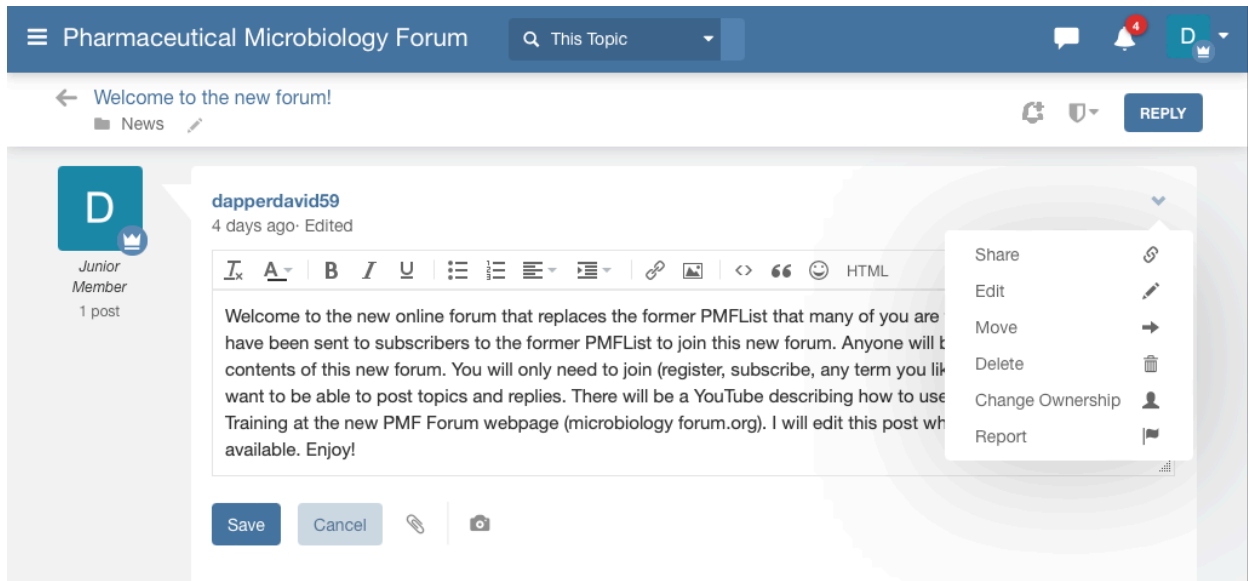 Pharmaceutical Microbiology Forum
This Topic
4
D
Welcome to the new forum!
News
REPLY
D
Junior
Member
1 post
dapperdavid59
4 days ago· Edited
A
B I U
HTML
Welcome to the new online forum that replaces the former PMFList that many of you are
have been sent to subscribers to the former PMFList to join this new forum. Anyone will
contents of this new forum. You will only need to join (register, subscribe, any term you
want to be able to post topics and replies. There will be a YouTube describing how to use
Training at the new PMF Forum webpage (microbiology forum.org). I will edit this post
available. Enjoy!
Share
Edit
Move
Delete
Change Ownership
Report
Save
Cancel